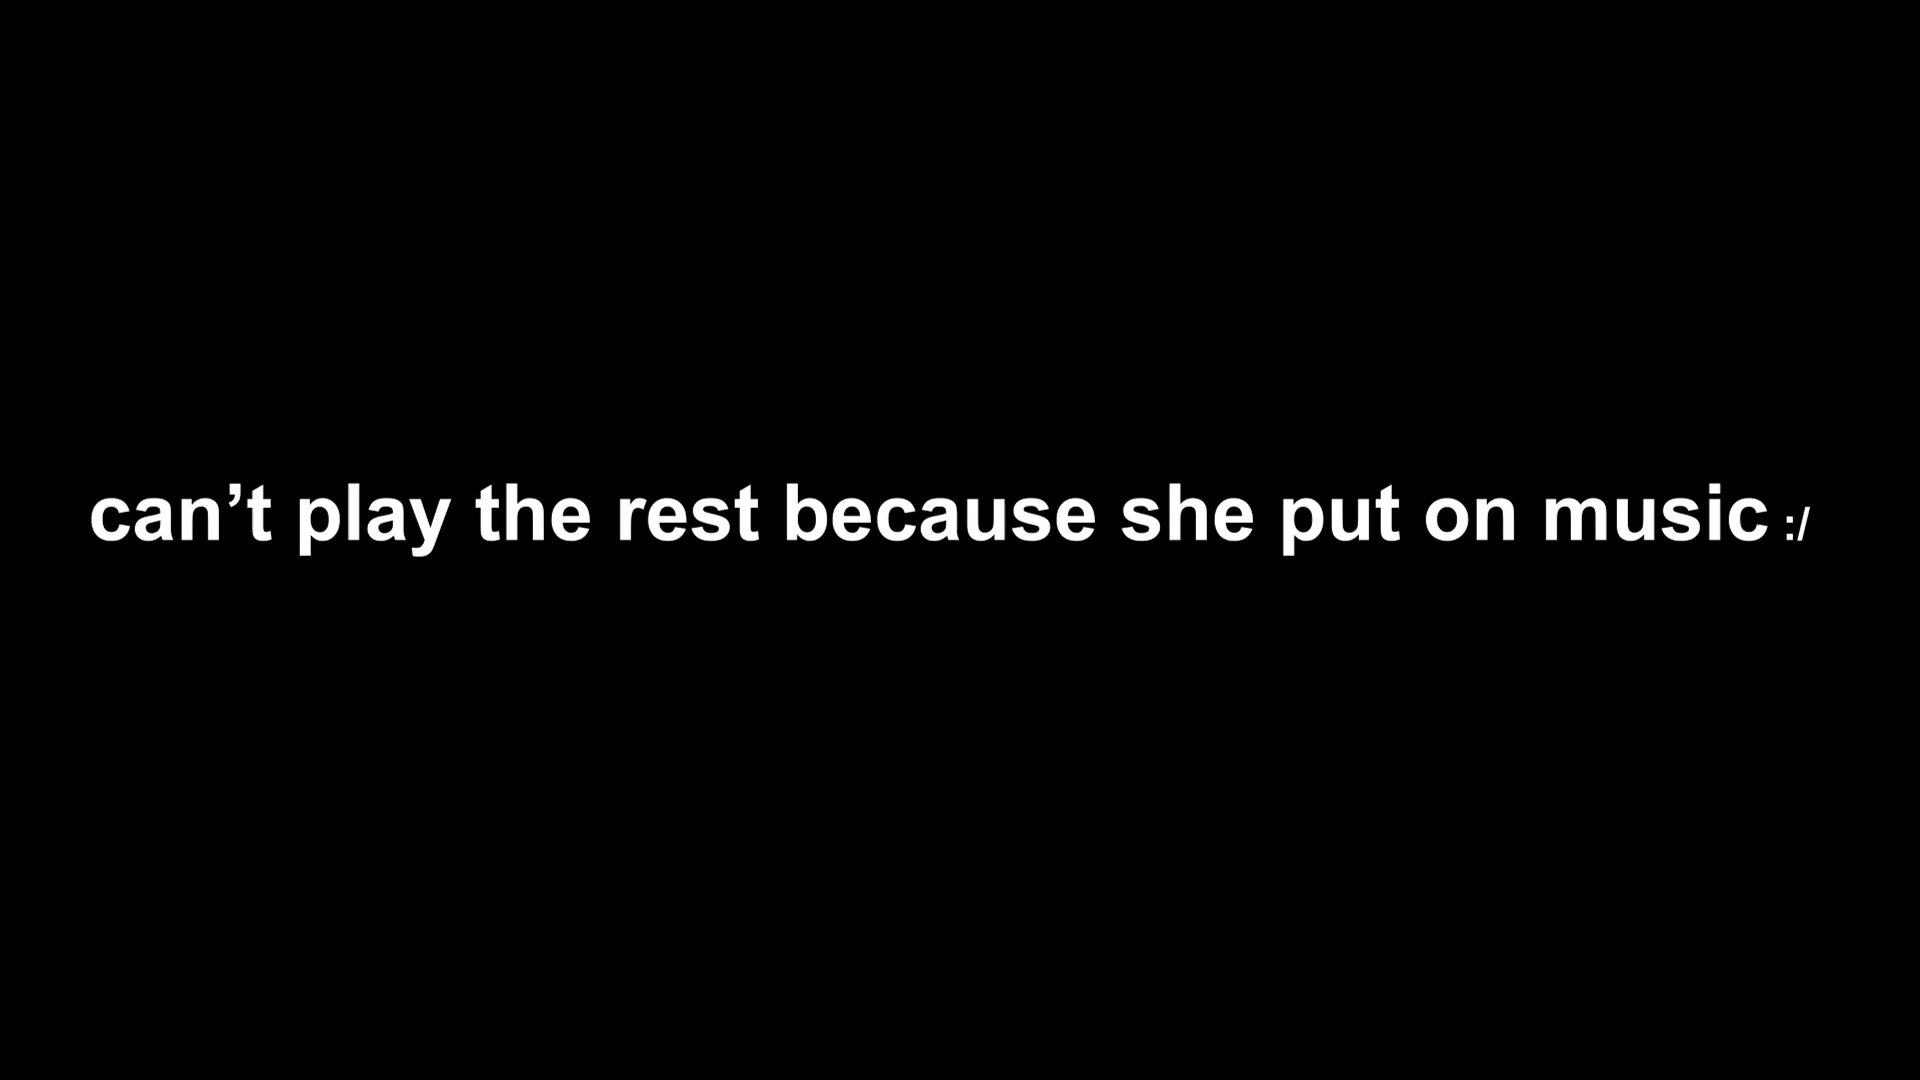 can’t play the rest because she put on music :/